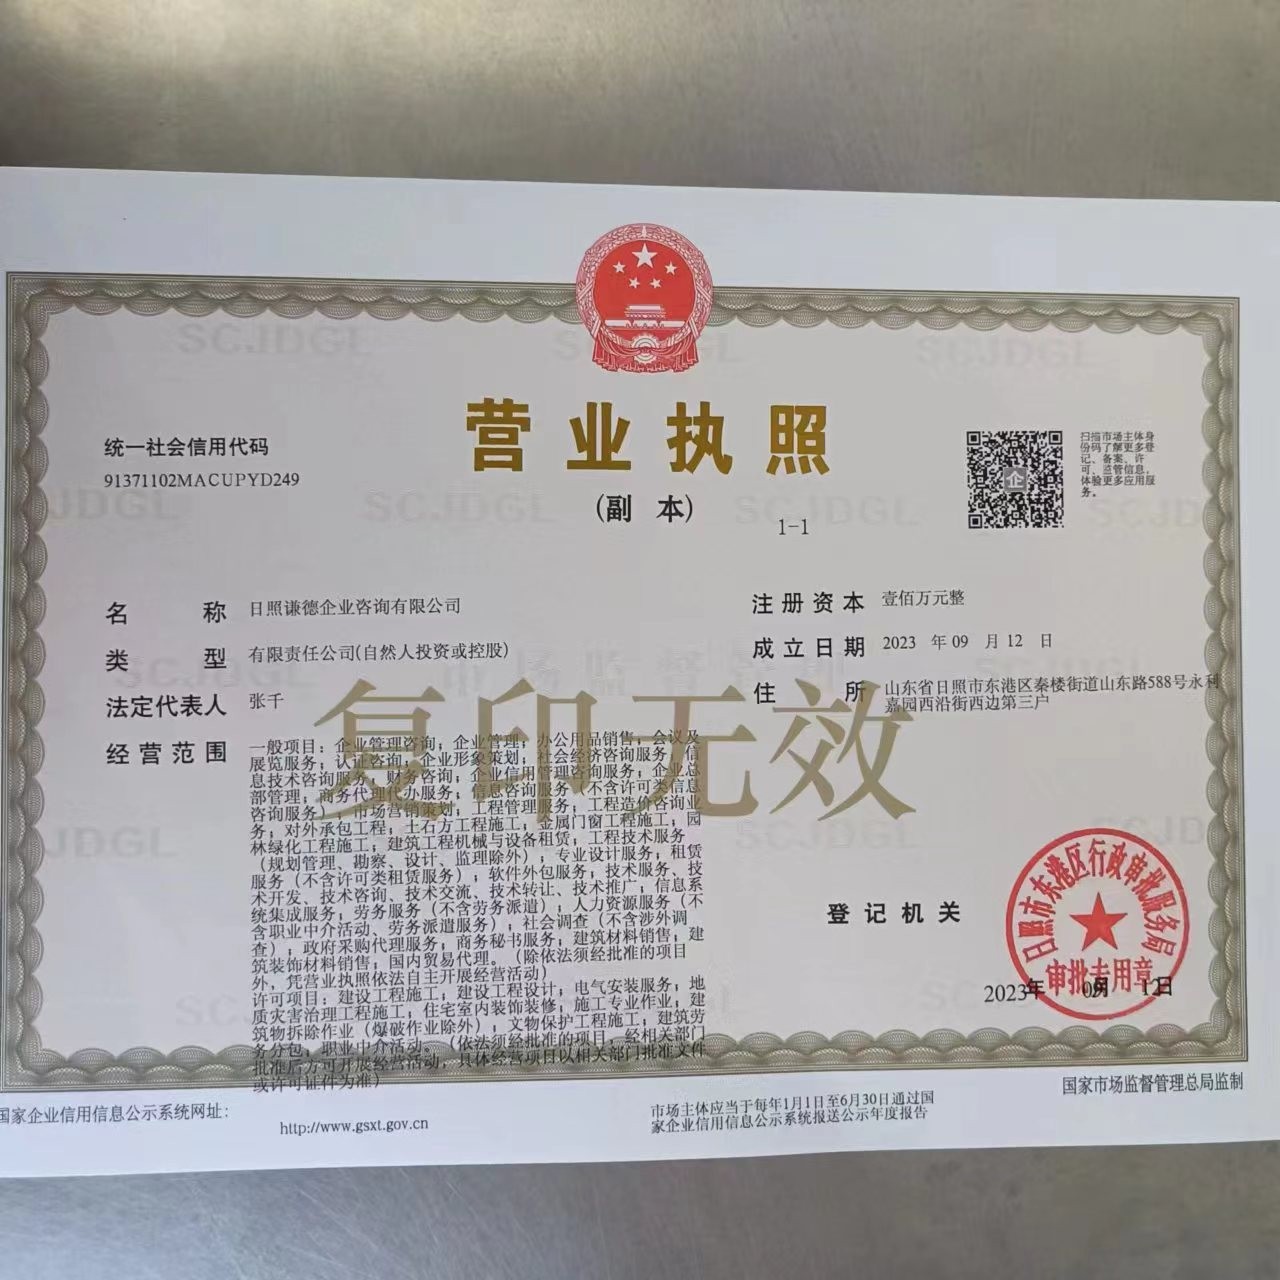 营业执照
(副 本)
1-1
统一社会信用代码
91371102MACUPYD249
扫描市场主体身
份码了解更多登
记、备案、许
可、监管信息,
体验更多应用服
务。
企
名 称 日照谦德企业咨询有限公司
类 型 有限责任公司(自然人投资或控股)
法定代表人 张千
经营范围 一般项目:企业管理咨询;企业管理;办公用品销售;会议及
展览服务;认证咨询;企业形象策划;社会经济咨询服务;信
息技术咨询服务;财务咨询;企业信用管理咨询服务;企业总
部管理;商务代理代办服务;信息咨询服务(不含许可类信息
咨询服务);市场营销策划;工程管理服务;工程造价咨询业
务;对外承包工程;土石方工程施工;金属门窗工程施工;园
林绿化工程施工;建筑工程机械与设备租赁;工程技术服务
(规划管理、勘察、设计、监理除外);专业设计服务;租赁
服务(不含许可类租赁服务);软件外包服务;技术服务、技
术开发、技术咨询、技术交流、技术转让、技术推广;信息系
统集成服务;劳务服务(不含劳务派遣);人力资源服务(不
含职业中介活动、劳务派遣服务);社会调查(不含涉外调
查);政府采购代理服务;商务秘书服务;建筑材料销售;建
筑装饰材料销售;国内贸易代理。(除依法须经批准的项目
外,凭营业执照依法自主开展经营活动)
许可项目:建设工程施工;建设工程设计;电气安装服务;地
质灾害治理工程施工;住宅室内装饰装修;施工专业作业;建
筑物拆除作业(爆破作业除外);文物保护工程施工;建筑劳
务分包;职业中介活动。(依法须经批准的项目,经相关部门
批准后方可开展经营活动,具体经营项目以相关部门批准文件
或许可证件为准)
注册资本 壹佰万元整
成立日期 2023 年 09 月 12 日
住 所 山东省日照市东港区秦楼街道山东路588号永利
嘉园西沿街西边第三户
复印无效
登记机关
日照市东港区行政审批服务局
审批专用章
2023年 09月 12日
国家企业信用信息公示系统网址:
http://www.gsxt.gov.cn
市场主体应当于每年1月1日至6月30日通过国
家企业信用信息公示系统报送公示年度报告
国家市场监督管理总局监制
SCJDGL
市场监督管理